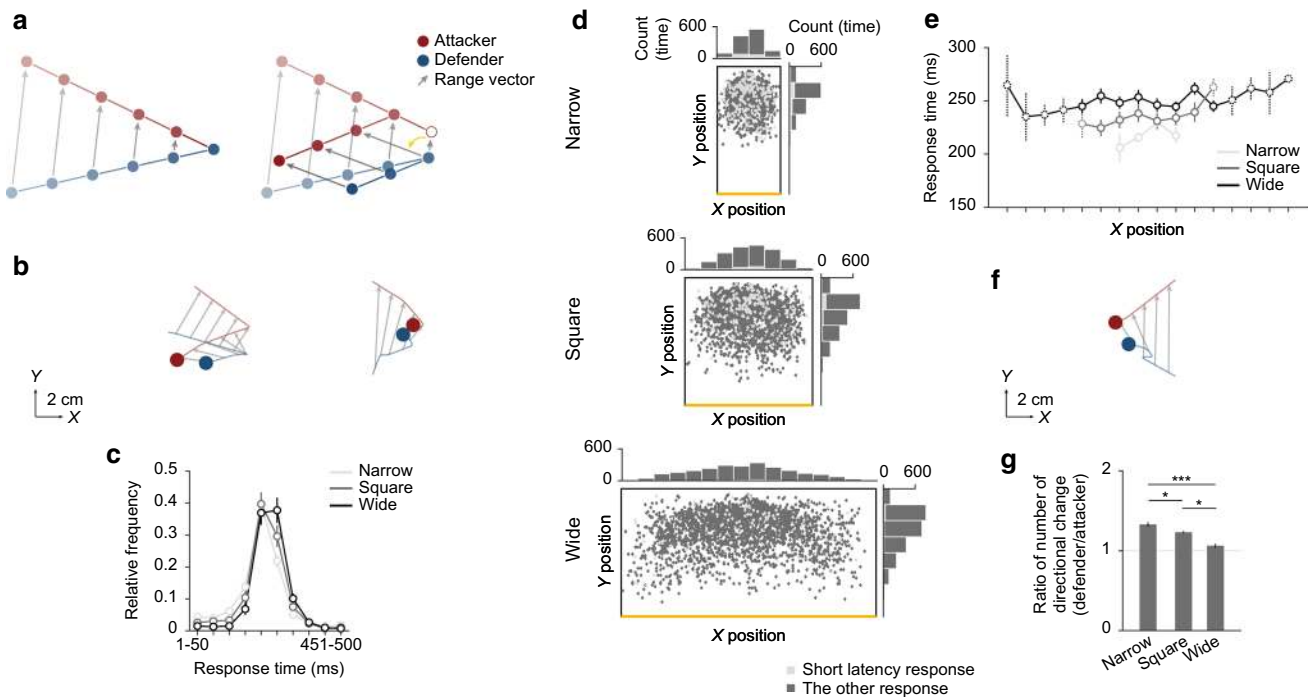 a
Attacker
Defender
Range vector
b
Y
2 cm
X
c
Relative frequency
0.5
0.4
0.3
0.2
0.1
0
1-50
451-500
Response time (ms)
Narrow
Square
Wide
d
Count (time)
600
0
Count (time)
0 600
Narrow
Y position
X position
600
0
0
600
Square
Y position
X position
600
0
0 600
Wide
Y position
X position
Short latency response
The other response
e
Response time (ms)
300
250
200
150
Narrow
Square
Wide
X position
f
Y
2 cm
X
g
Ratio of number of
directional change
(defender/attacker)
2
1
0
***
*
*
Narrow
Square
Wide